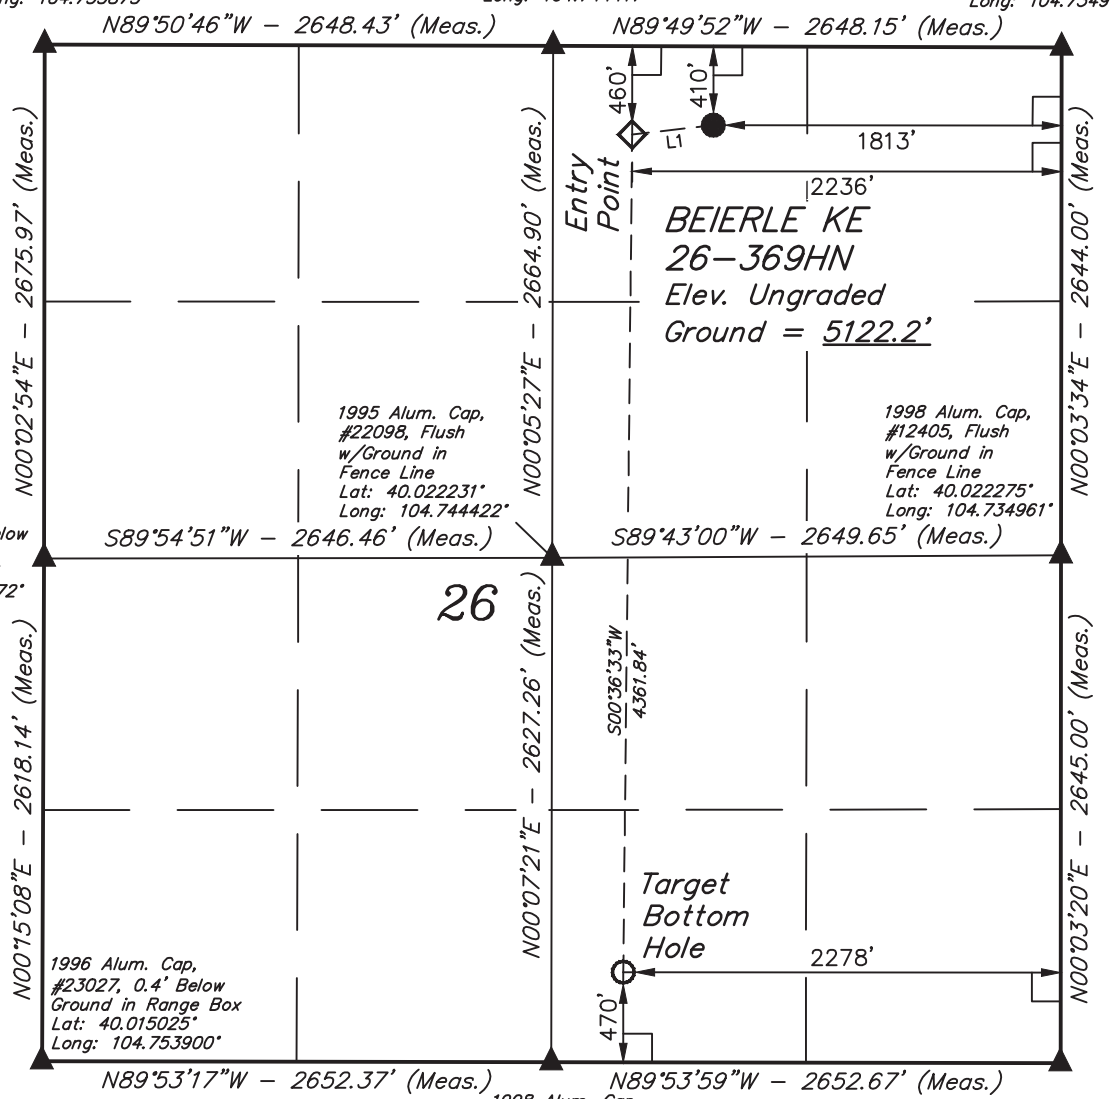 N89°50'46"W - 2648.43' (Meas.)
N89°49'52"W - 2648.15' (Meas.)
460'
410'
L1
1813'
2236'
Entry
Point
BEIERLE KE
26-369HN
Elev. Ungraded
Ground = 5122.2'
N00°02'54"E - 2675.97' (Meas.)
N00°05'27"E - 2664.90' (Meas.)
N00°03'34"E - 2644.00' (Meas.)
1995 Alum. Cap,
#22098, Flush
w/Ground in
Fence Line
Lat: 40.022231°
Long: 104.744422°
1998 Alum. Cap,
#12405, Flush
w/Ground in
Fence Line
Lat: 40.022275°
Long: 104.734961°
S89°54'51"W - 2646.46' (Meas.)
S89°43'00"W - 2649.65' (Meas.)
72°
26
S00°36'33"W
4361.84'
N00°15'08"E - 2618.14' (Meas.)
N00°07'21"E - 2627.26' (Meas.)
N00°03'20"E - 2645.00' (Meas.)
Target
Bottom
Hole
2278'
470'
1996 Alum. Cap,
#23027, 0.4' Below
Ground in Range Box
Lat: 40.015025°
Long: 104.753900°
N89°53'17"W - 2652.37' (Meas.)
N89°53'59"W - 2652.67' (Meas.)